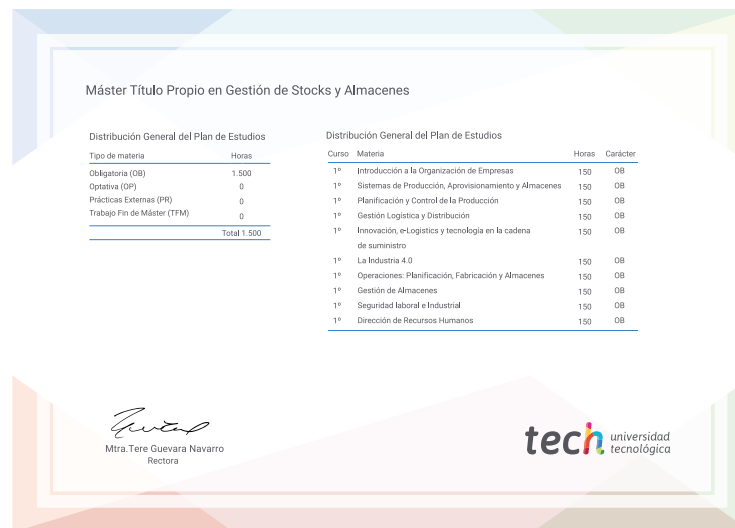 Máster Título Propio en Gestión de Stocks y Almacenes
Distribución General del Plan de Estudios
Tipo de materia Horas
Obligatoria (OB) 1.500
Optativa (OP) 0
Prácticas Externas (PR) 0
Trabajo Fin de Máster (TFM) 0
Total 1.500
Distribución General del Plan de Estudios
Curso Materia Horas Carácter
1º Introducción a la Organización de Empresas 150 OB
1º Sistemas de Producción, Aprovisionamiento y Almacenes 150 OB
1º Planificación y Control de la Producción 150 OB
1º Gestión Logística y Distribución 150 OB
1º Innovación, e-Logistics y tecnología en la cadena 150 OB
de suministro
1º La Industria 4.0 150 OB
1º Operaciones: Planificación, Fabricación y Almacenes 150 OB
1º Gestión de Almacenes 150 OB
1º Seguridad laboral e Industrial 150 OB
1º Dirección de Recursos Humanos 150 OB
Mtra.Tere Guevara Navarro
Rectora
tech universidad
tecnológica